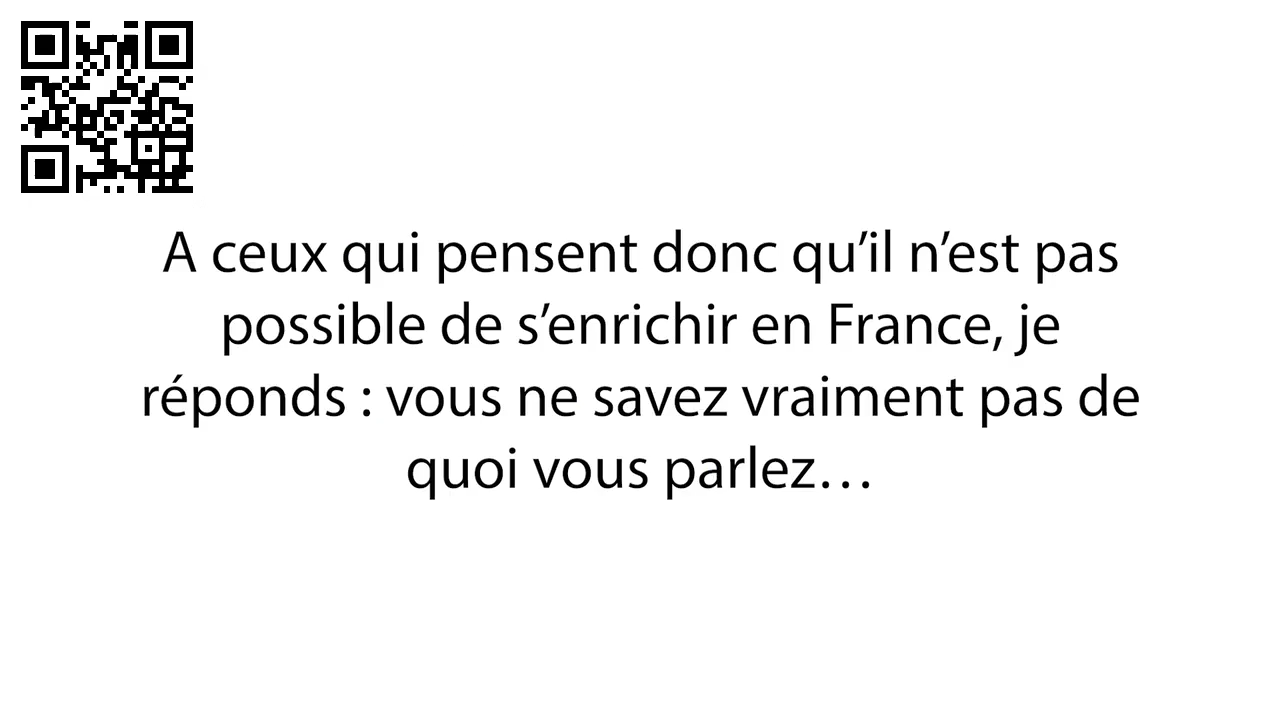 A ceux qui pensent donc qu’il n’est pas
possible de s’enrichir en France, je
réponds : vous ne savez vraiment pas de
quoi vous parlez…